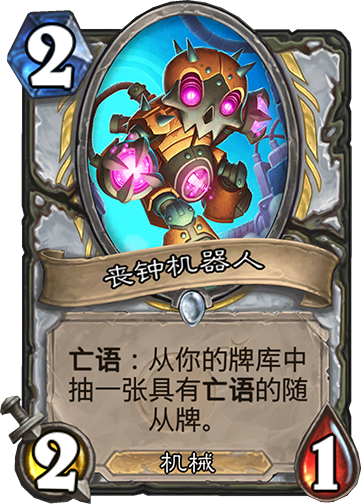 2
丧钟机器人
亡语：从你的牌库中
抽一张具有亡语的随
从牌。
2
机械
1